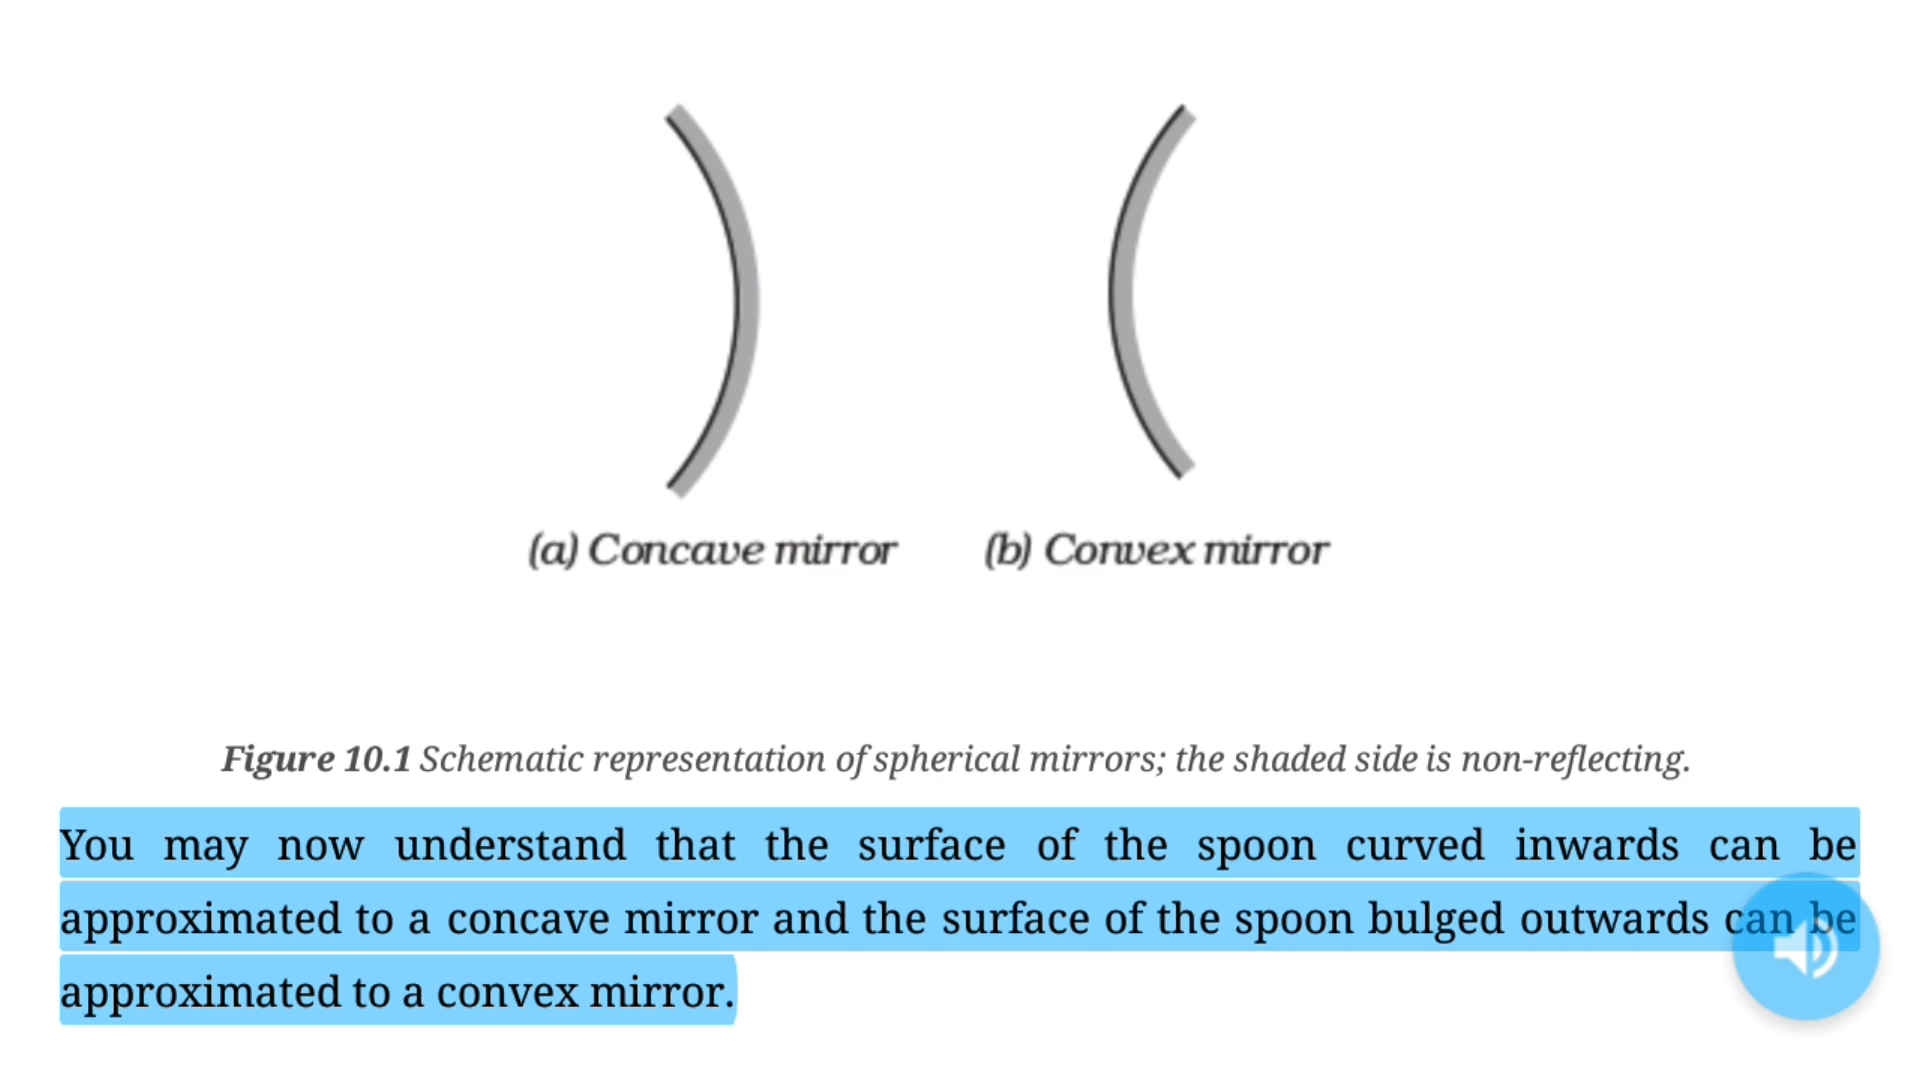 (a) Concave mirror
(b) Convex mirror
Figure 10.1 Schematic representation of spherical mirrors; the shaded side is non-reflecting.
You may now understand that the surface of the spoon curved inwards can be
approximated to a concave mirror and the surface of the spoon bulged outwards can be
approximated to a convex mirror.